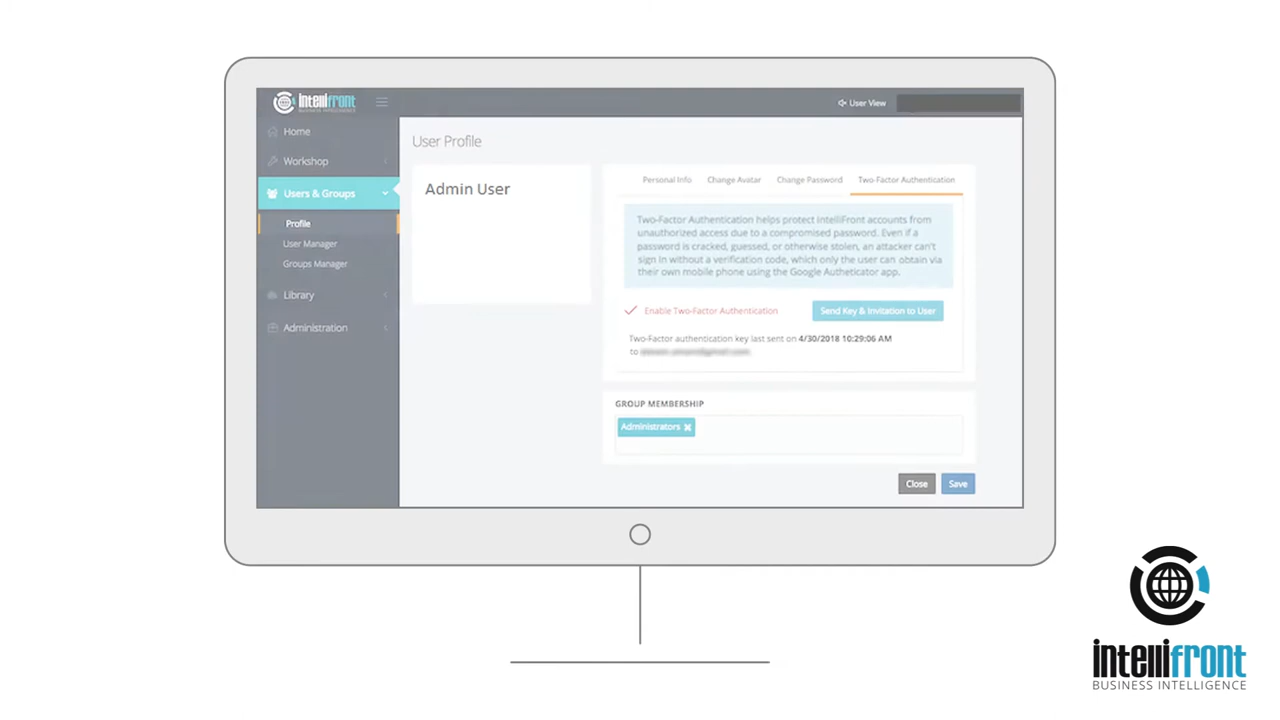 intellifront
BUSINESS INTELLIGENCE
User View
Home
Workshop
Users & Groups
Profile
User Manager
Groups Manager
Library
Administration
User Profile
Admin User
Personal Info
Change Avatar
Change Password
Two-Factor Authentication
Two-Factor Authentication helps protect IntelliFront accounts from
unauthorized access due to a compromised password. Even if a
password is cracked, guessed, or otherwise stolen, an attacker can't
sign in without a verification code, which only the user can obtain via
their own mobile phone using the Google Autheticator app.
Enable Two-Factor Authentication
Send Key & Invitation to User
Two-Factor authentication key last sent on 4/30/2018 10:29:06 AM
to
GROUP MEMBERSHIP
Administrators
Close
Save
intellifront
BUSINESS INTELLIGENCE